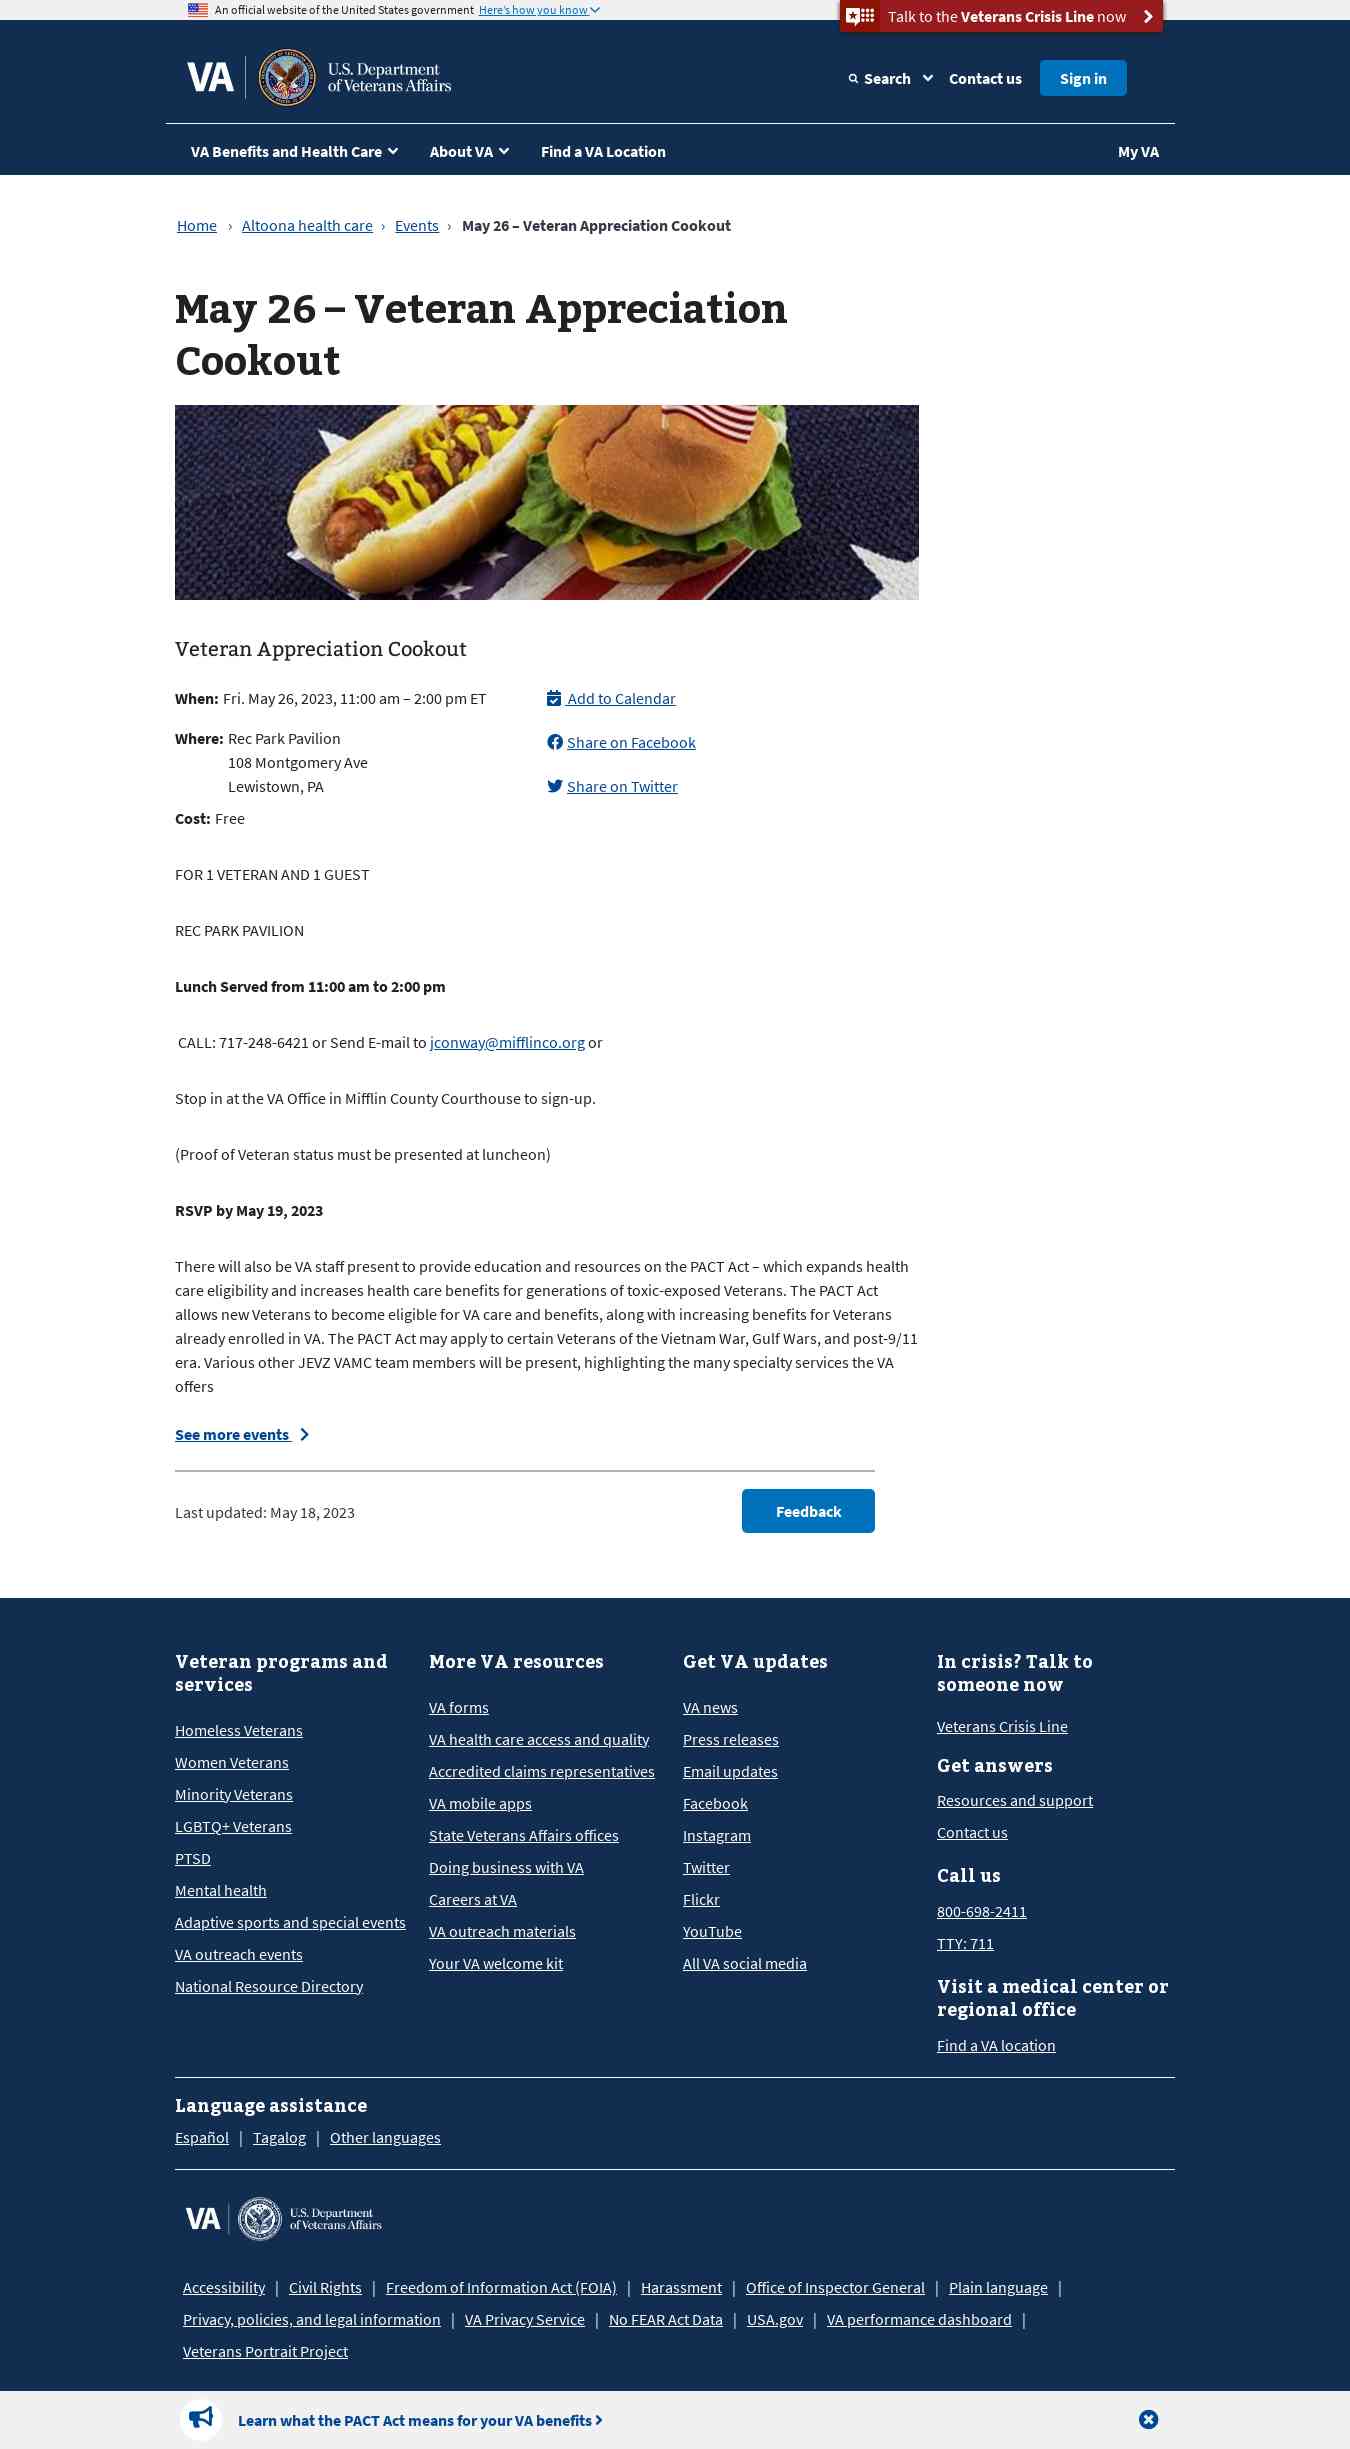 An official website of the United States government Here's how you know
Talk to the Veterans Crisis Line now
VA
U.S. Department
of Veterans Affairs
Search
Contact us
Sign in
VA Benefits and Health Care
About VA
Find a VA Location
My VA
Home › Altoona health care › Events › May 26 – Veteran Appreciation Cookout
May 26 – Veteran Appreciation
Cookout
Veteran Appreciation Cookout
When: Fri. May 26, 2023, 11:00 am – 2:00 pm ET
Add to Calendar
Where: Rec Park Pavilion
Share on Facebook
108 Montgomery Ave
Lewistown, PA
Share on Twitter
Cost: Free
FOR 1 VETERAN AND 1 GUEST
REC PARK PAVILION
Lunch Served from 11:00 am to 2:00 pm
CALL: 717-248-6421 or Send E-mail to jconway@mifflinco.org or
Stop in at the VA Office in Mifflin County Courthouse to sign-up.
(Proof of Veteran status must be presented at luncheon)
RSVP by May 19, 2023
There will also be VA staff present to provide education and resources on the PACT Act – which expands health
care eligibility and increases health care benefits for generations of toxic-exposed Veterans. The PACT Act
allows new Veterans to become eligible for VA care and benefits, along with increasing benefits for Veterans
already enrolled in VA. The PACT Act may apply to certain Veterans of the Vietnam War, Gulf Wars, and post-9/11
era. Various other JEVZ VAMC team members will be present, highlighting the many specialty services the VA
offers
See more events
Last updated: May 18, 2023
Feedback
Veteran programs and
services
Homeless Veterans
Women Veterans
Minority Veterans
LGBTQ+ Veterans
PTSD
Mental health
Adaptive sports and special events
VA outreach events
National Resource Directory
More VA resources
VA forms
VA health care access and quality
Accredited claims representatives
VA mobile apps
State Veterans Affairs offices
Doing business with VA
Careers at VA
VA outreach materials
Your VA welcome kit
Get VA updates
VA news
Press releases
Email updates
Facebook
Instagram
Twitter
Flickr
YouTube
All VA social media
In crisis? Talk to
someone now
Veterans Crisis Line
Get answers
Resources and support
Contact us
Call us
800-698-2411
TTY: 711
Visit a medical center or
regional office
Find a VA location
Language assistance
Español | Tagalog | Other languages
VA
U.S. Department
of Veterans Affairs
Accessibility | Civil Rights | Freedom of Information Act (FOIA) | Harassment | Office of Inspector General | Plain language |
Privacy, policies, and legal information | VA Privacy Service | No FEAR Act Data | USA.gov | VA performance dashboard |
Veterans Portrait Project
Learn what the PACT Act means for your VA benefits